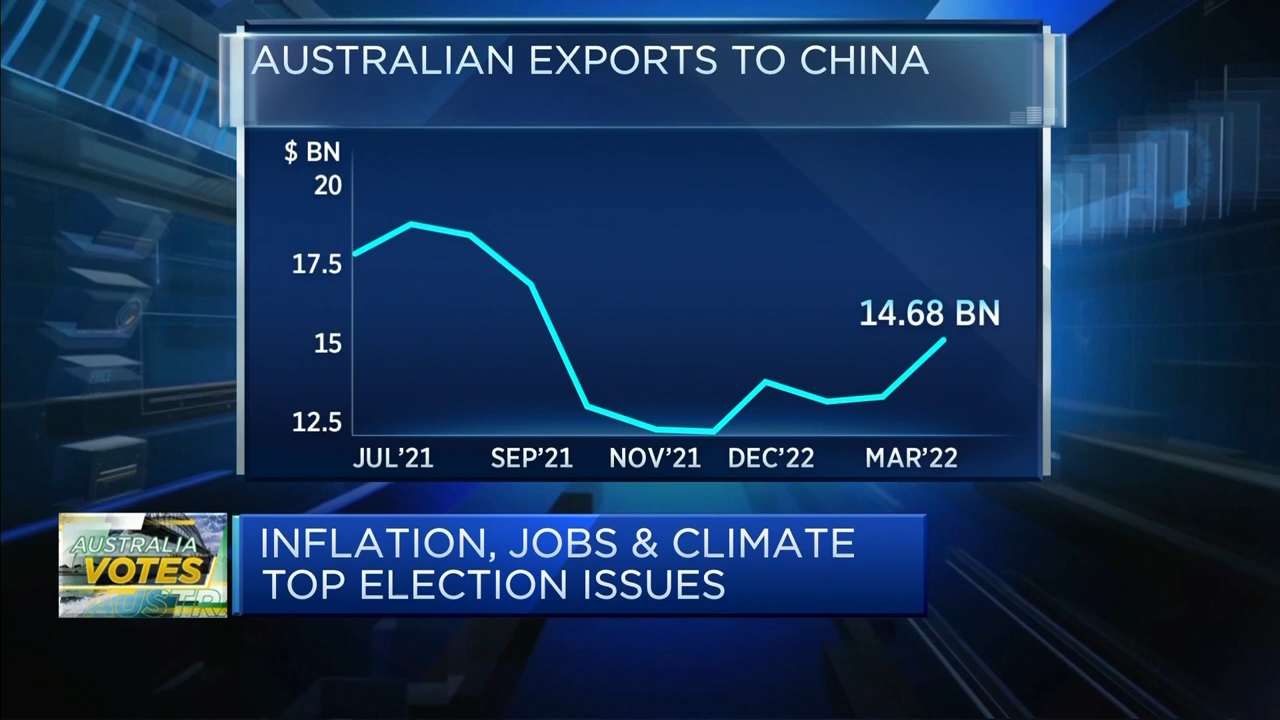 AUSTRALIAN EXPORTS TO CHINA
$ BN
20
17.5
15
12.5
14.68 BN
JUL'21
SEP'21
NOV'21
DEC'22
MAR'22
AUSTRALIA
VOTES
INFLATION, JOBS & CLIMATE
TOP ELECTION ISSUES